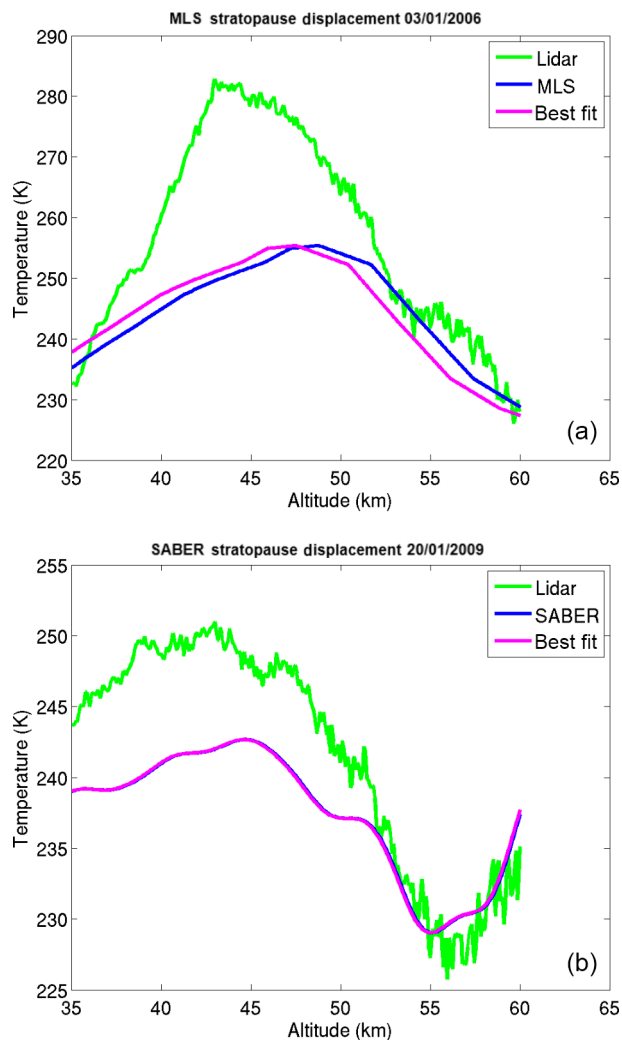 MLS stratopause displacement 03/01/2006
290
280
270
260
250
240
230
220
Temperature (K)
Lidar
MLS
Best fit
(a)
35 40 45 50 55 60 65
Altitude (km)
SABER stratopause displacement 20/01/2009
255
250
245
240
235
230
225
Temperature (K)
Lidar
SABER
Best fit
(b)
35 40 45 50 55 60 65
Altitude (km)